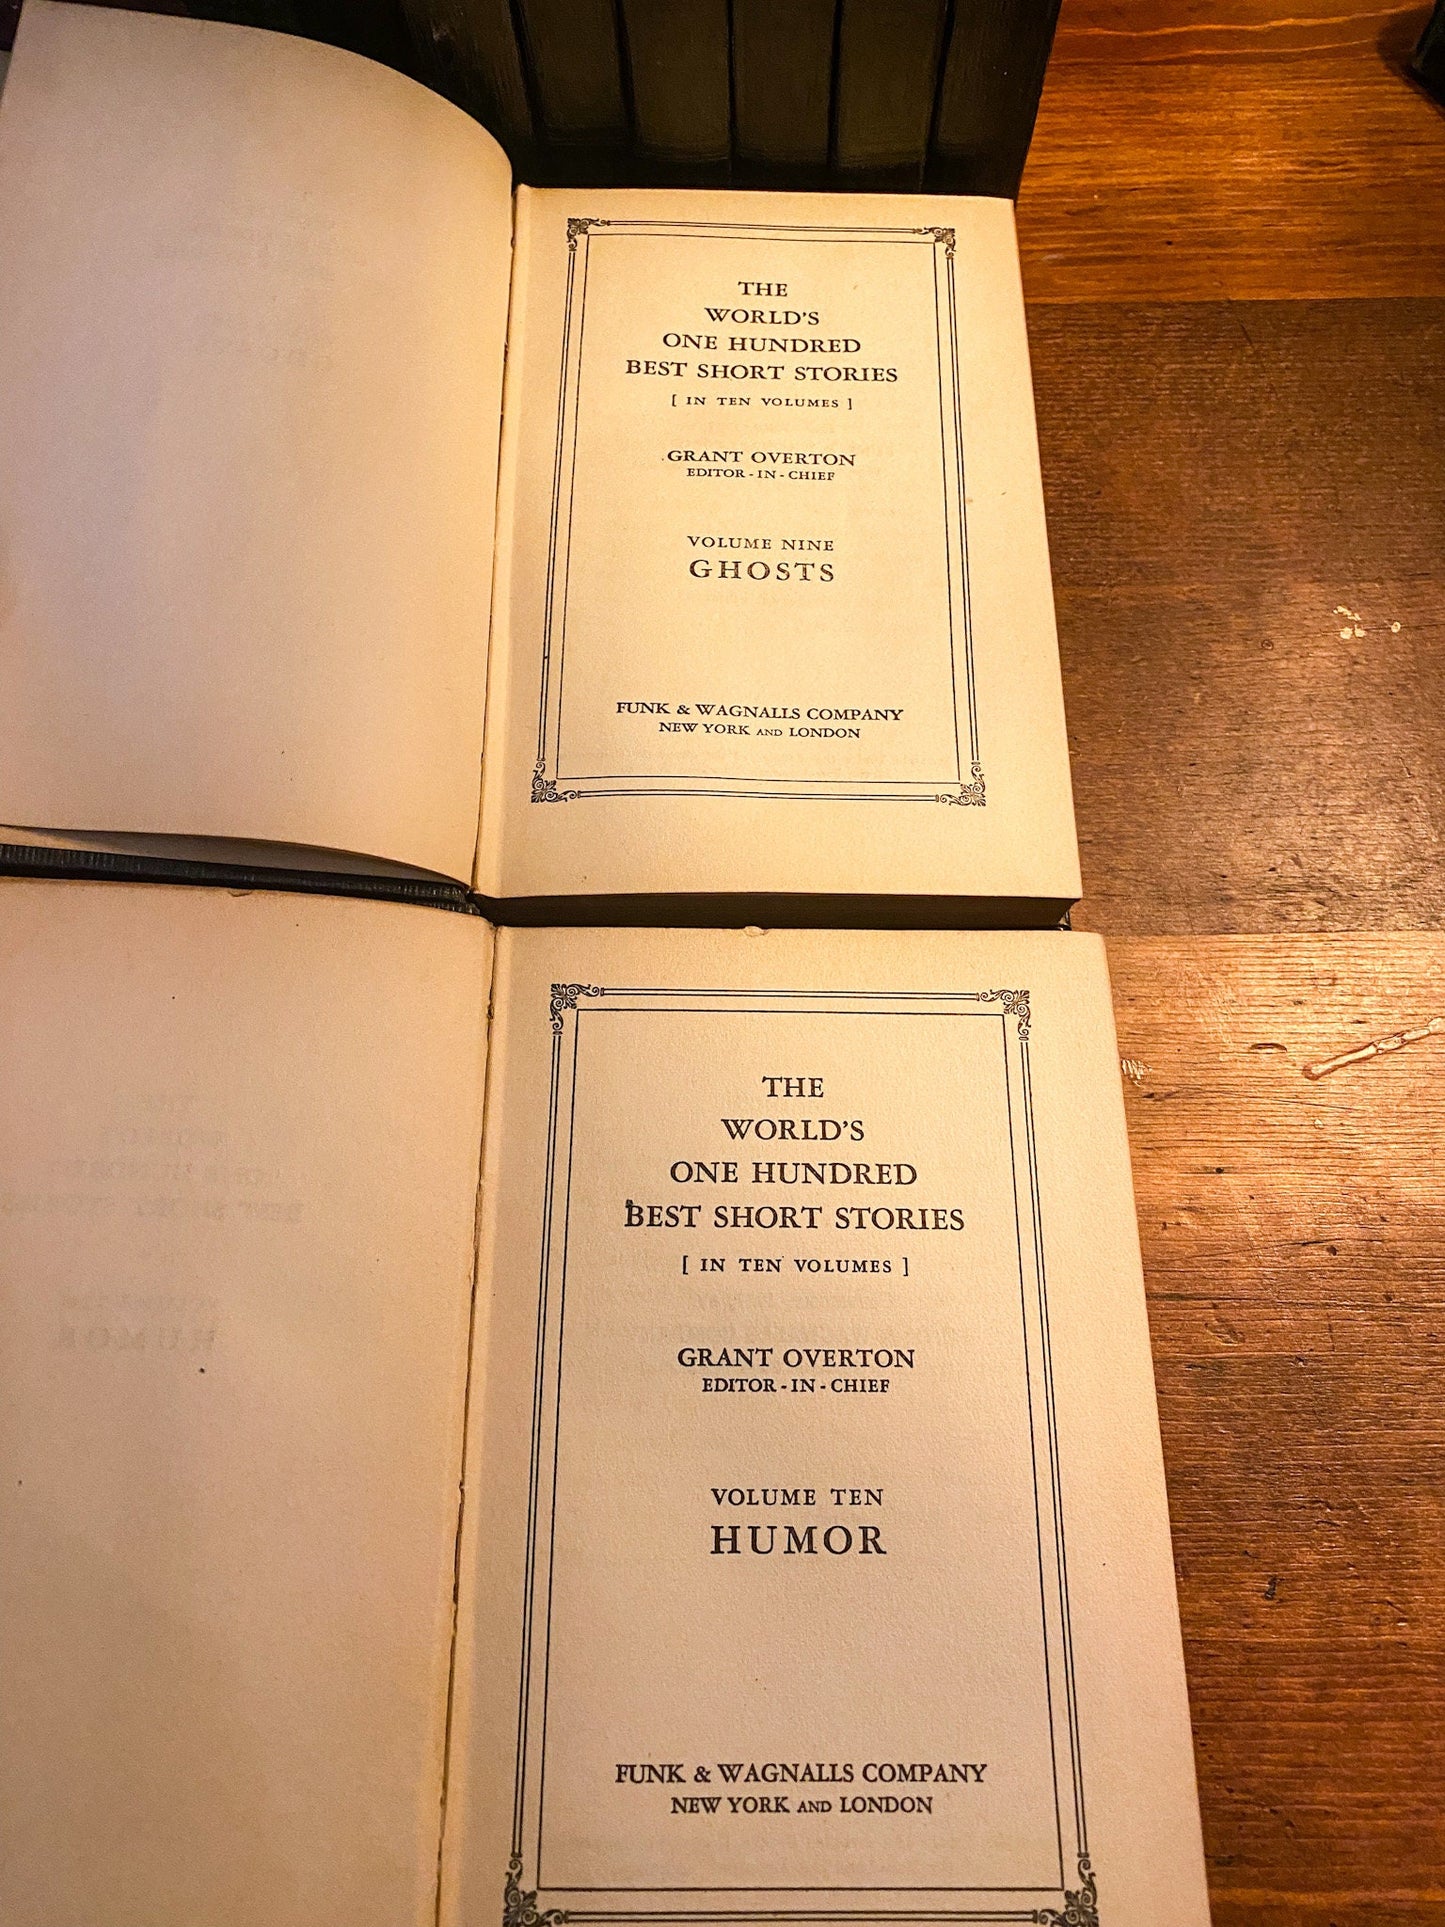 THE
WORLD'S
ONE HUNDRED
BEST SHORT STORIES
[ IN TEN VOLUMES ]
GRANT OVERTON
EDITOR-IN-CHIEF
VOLUME NINE
GHOSTS
FUNK & WAGNALLS COMPANY
NEW YORK AND LONDON
THE
WORLD'S
ONE HUNDRED
BEST SHORT STORIES
[ IN TEN VOLUMES ]
GRANT OVERTON
EDITOR-IN-CHIEF
VOLUME TEN
HUMOR
FUNK & WAGNALLS COMPANY
NEW YORK AND LONDON